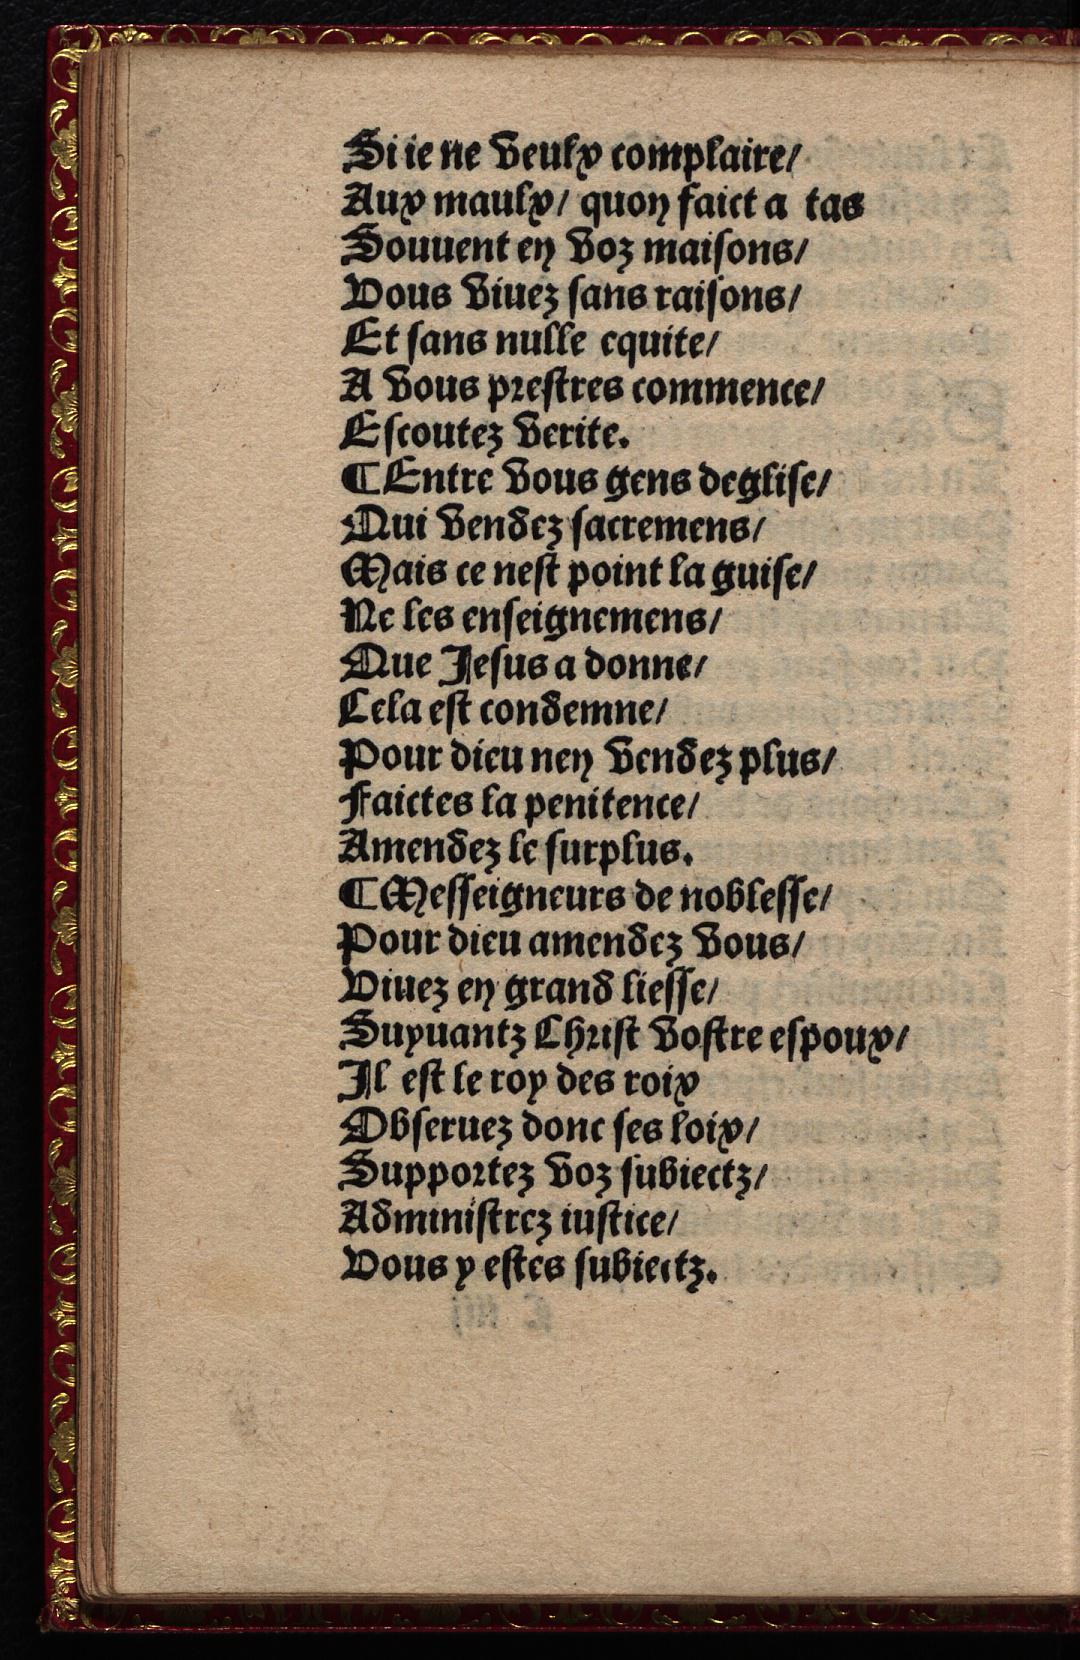 Si ie ne veulx complaire/
Aux maulx/ quon faict a tas
Souuent en voz maisons/
Vous viuez sans raisons/
Et sans nulle equite/
A vous prestres commence/
Escoutez verite.
¶Entre vous gens deglise/
Qui vendez sacremens/
Mais ce nest point la guise/
Ne les enseignemens/
Que Jesus a donne/
Cela est condemne/
Pour dieu nen vendez plus/
Faictes la penitence/
Amendez le surplus.
¶Messeigneurs de noblesse/
Pour dieu amendez vous/
Viuez en grand liesse/
Suyuantz Christ vostre espoux/
Il est le roy des roix
Obseruez donc ses loix/
Supportez voz subiectz/
Administrez iustice/
Vous y estes subiectz.